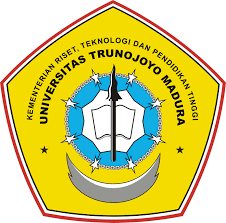 KEMENTERIAN RISET, TEKNOLOGI DAN PENDIDIKAN TINGGI
UNIVERSITAS TRUNOJOYO MADURA